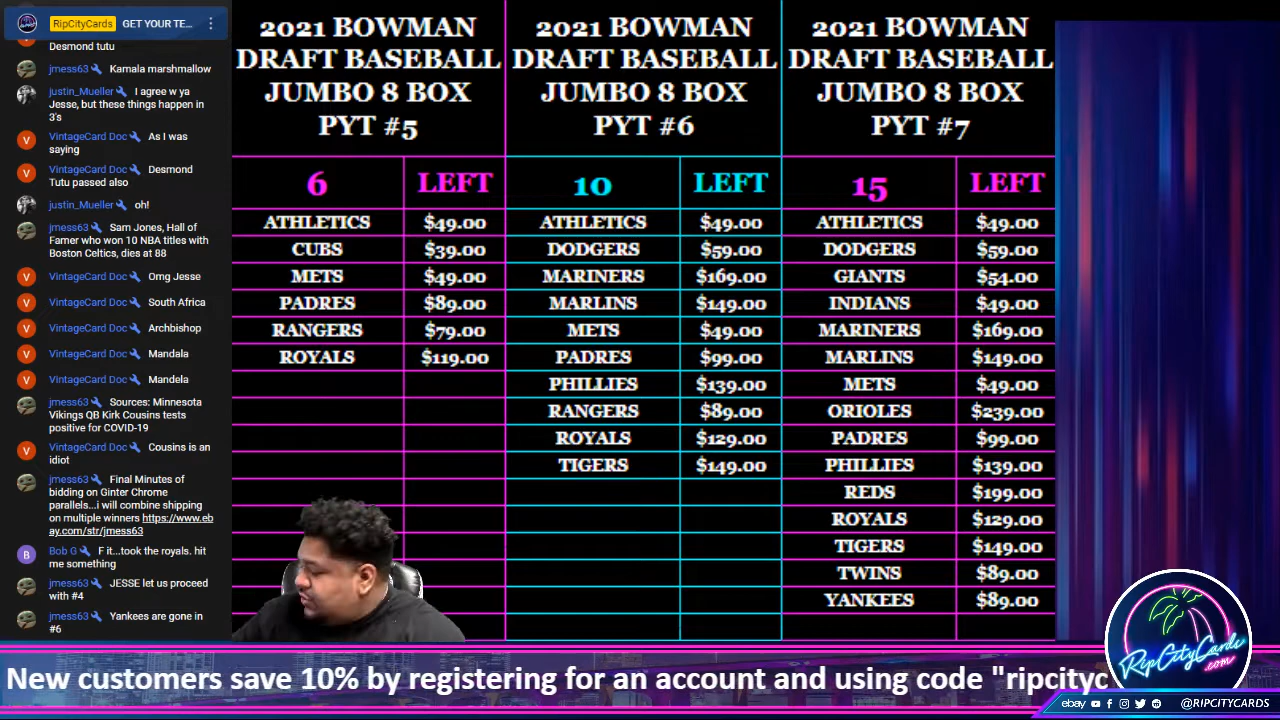 RipCityCards GET YOUR TE...
Desmond tutu
jmess63 Kamala marshmallow
justin_Mueller I agree w ya
Jesse, but these things happen in
3's
VintageCard Doc As I was
saying
VintageCard Doc Desmond
Tutu passed also
justin_Mueller oh!
jmess63 Sam Jones, Hall of
Famer who won 10 NBA titles with
Boston Celtics, dies at 88
VintageCard Doc Omg Jesse
VintageCard Doc South Africa
VintageCard Doc Archbishop
VintageCard Doc Mandala
VintageCard Doc Mandela
jmess63 Sources: Minnesota
Vikings QB Kirk Cousins tests
positive for COVID-19
VintageCard Doc Cousins is an
idiot
jmess63 Final Minutes of
bidding on Ginter Chrome
parallels...i will combine shipping
on multiple winners https://www.eb
ay.com/str/jmess63
Bob G F it...took the royals. hit
me something
jmess63 JESSE let us proceed
with #4
jmess63 Yankees are gone in
#6
2021 BOWMAN
DRAFT BASEBALL
JUMBO 8 BOX
PYT #5
6 LEFT
ATHLETICS $49.00
CUBS $39.00
METS $49.00
PADRES $89.00
RANGERS $79.00
ROYALS $119.00
2021 BOWMAN
DRAFT BASEBALL
JUMBO 8 BOX
PYT #6
10 LEFT
ATHLETICS $49.00
DODGERS $59.00
MARINERS $169.00
MARLINS $149.00
METS $49.00
PADRES $99.00
PHILLIES $139.00
RANGERS $89.00
ROYALS $129.00
TIGERS $149.00
2021 BOWMAN
DRAFT BASEBALL
JUMBO 8 BOX
PYT #7
15 LEFT
ATHLETICS $49.00
DODGERS $59.00
GIANTS $54.00
INDIANS $49.00
MARINERS $169.00
MARLINS $149.00
METS $49.00
ORIOLES $239.00
PADRES $99.00
PHILLIES $139.00
REDS $199.00
ROYALS $129.00
TIGERS $149.00
TWINS $89.00
YANKEES $89.00
RipCityCards
.com
New customers save 10% by registering for an account and using code "ripcityc
ebay @RIPCITYCARDS